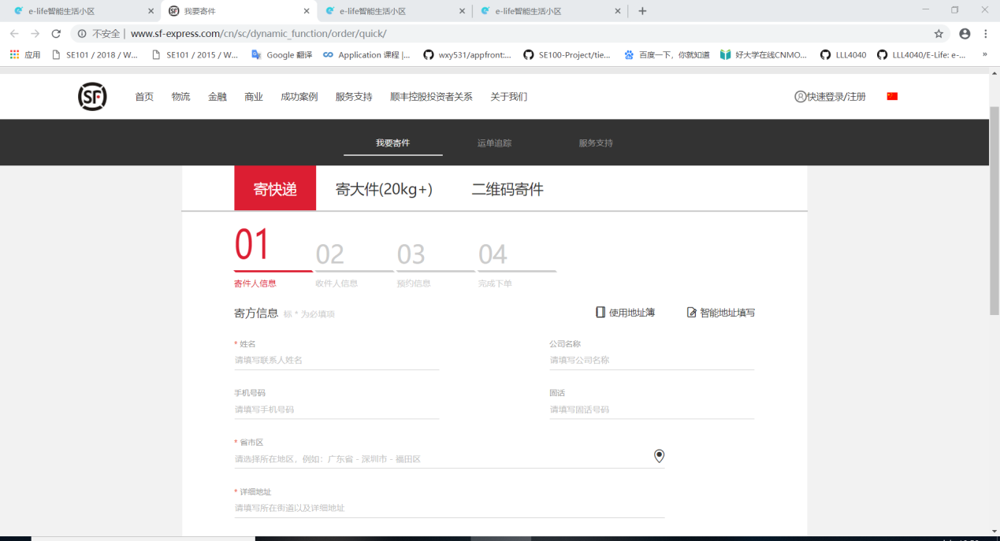 e-life智能生活小区 我要寄件 e-life智能生活小区 e-life智能生活小区
不安全 www.sf-express.com/cn/sc/dynamic_function/order/quick/
应用 SE101 / 2018 / W... SE101 / 2015 / W... Google 翻译 Application 课程 |... wxy531/appfront:... SE100-Project/tie... 百度一下，你就知道 好大学在线CNMO... LLL4040 LLL4040/E-Life: e-... »
SF 首页 物流 金融 商业 成功案例 服务支持 顺丰控股投资者关系 关于我们 快速登录/注册
我要寄件 运单追踪 服务支持
寄快递 寄大件(20kg+) 二维码寄件
01 02 03 04
寄件人信息 收件人信息 预约信息 完成下单
寄方信息 标 * 为必填项 使用地址簿 智能地址填写
* 姓名 公司名称
请填写联系人姓名 请填写公司名称
手机号码 固话
请填写手机号码 请填写固话号码
* 省市区
请选择所在地区，例如：广东省 - 深圳市 - 福田区
* 详细地址
请填写所在街道以及详细地址